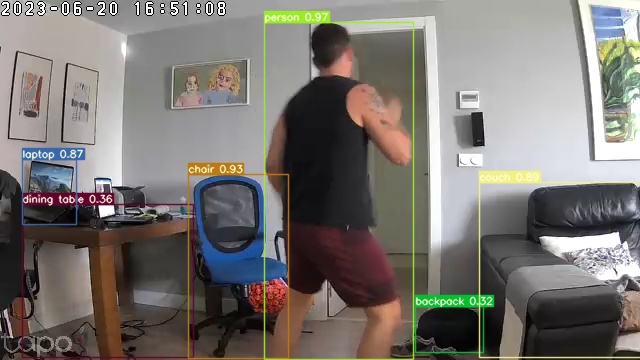 2023-06-20 16:51:08
person 0.97
laptop 0.87
chair 0.93
couch 0.89
dining table 0.36
backpack 0.32
tapo